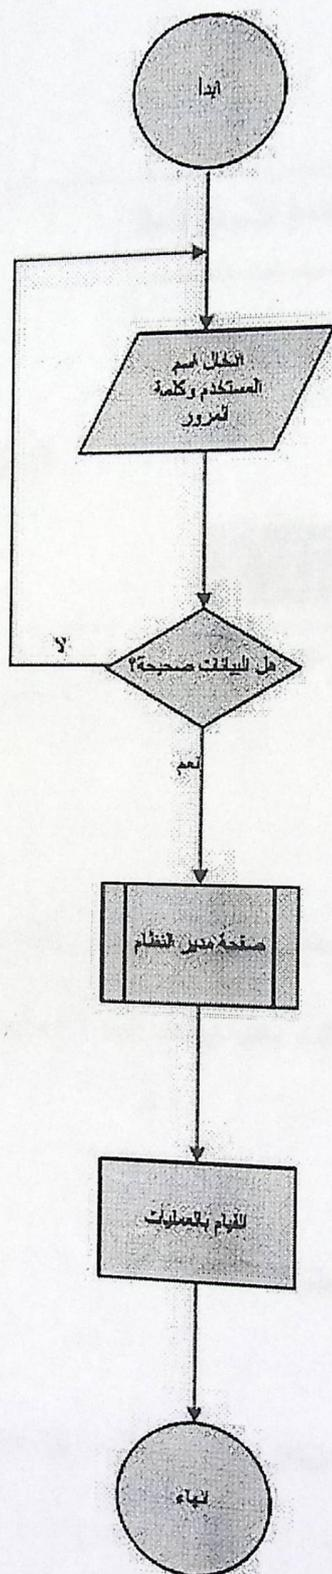 ابدأ
ادخال اسم
المستخدم وكلمة
المرور
هل البيانات صحيحة؟
لا
نعم
صفحة مدير النظام
القيام بالعمليات
انهاء